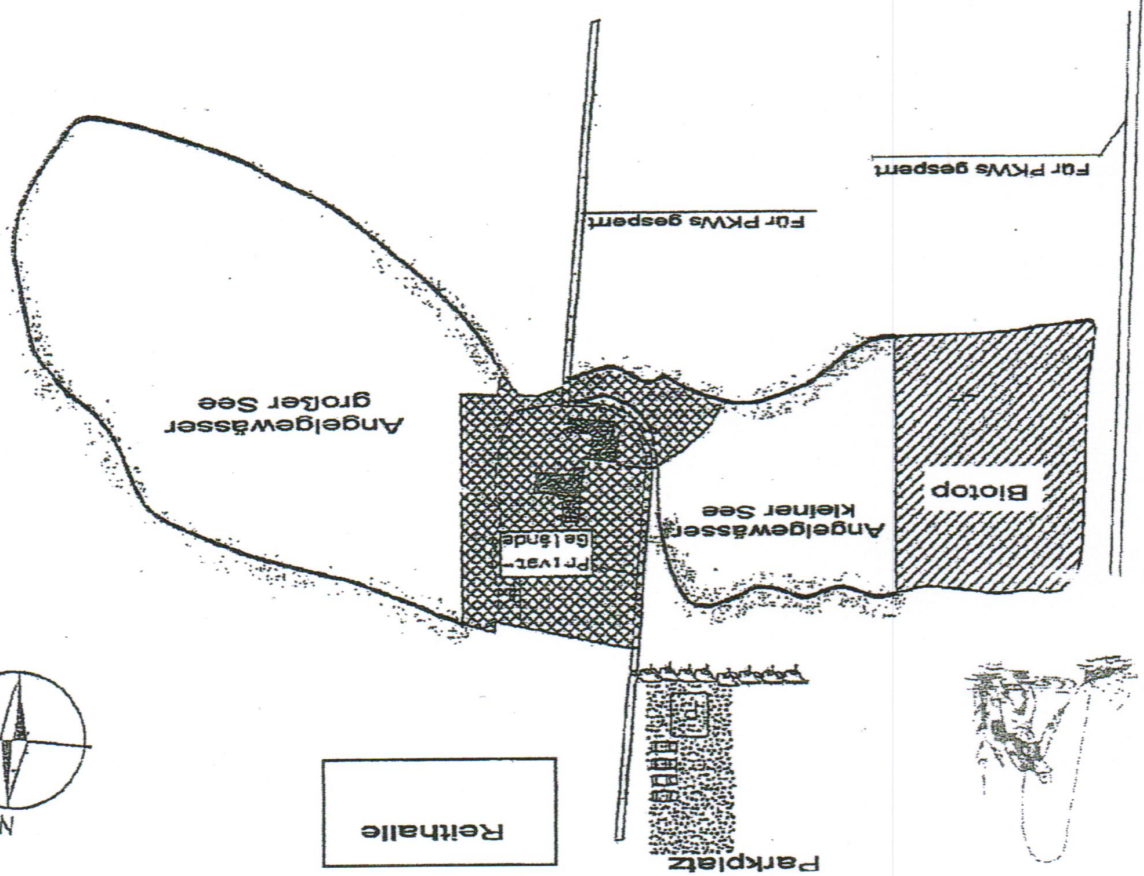 Parkplatz
N
Reithalle
P
Privat-
Gelände
Angelgewässer
kleiner See
Biotop
Angelgewässer
großer See
Für PKWs gesperrt
Für PKWs gesperrt